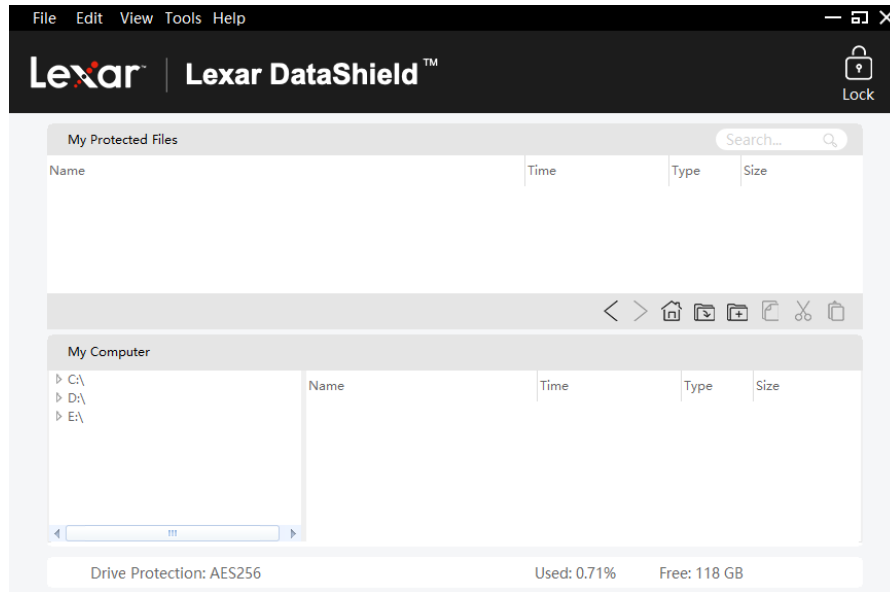 File Edit View Tools Help
Lexar™ Lexar DataShield™
Lock
My Protected Files Search...
Name Time Type Size
My Computer
C:\
D:\
E:\
Name Time Type Size
Drive Protection: AES256 Used: 0.71% Free: 118 GB